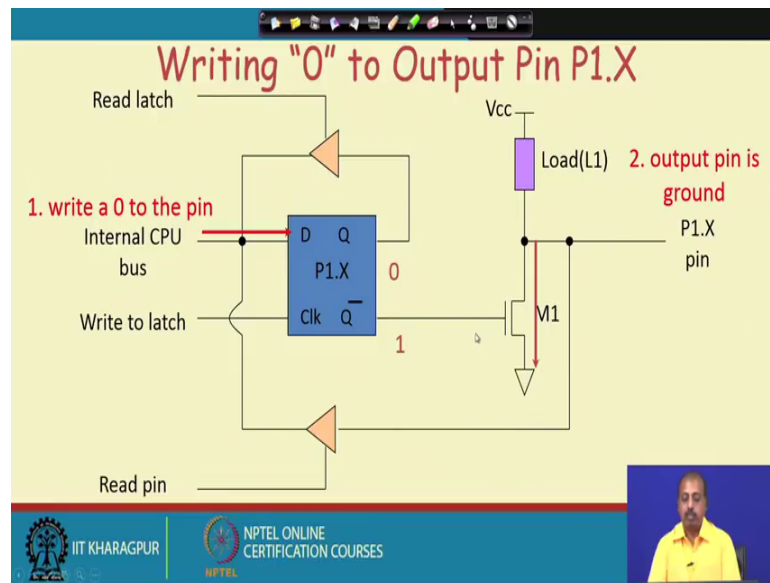 Writing "0" to Output Pin P1.X
Read latch
Vcc
Load(L1)
2. output pin is
ground
1. write a 0 to the pin
Internal CPU
bus
D Q
P1.X
0
P1.X
pin
Write to latch
Clk Q
1
M1
Read pin
IIT KHARAGPUR
NPTEL
NPTEL ONLINE
CERTIFICATION COURSES